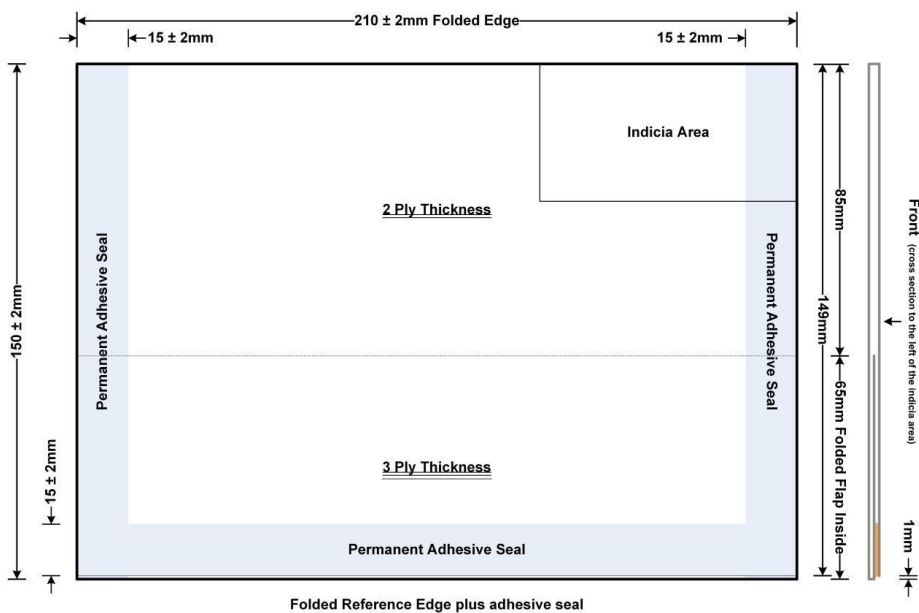 210 ± 2mm Folded Edge
15 ± 2mm
15 ± 2mm
Indicia Area
2 Ply Thickness
Permanent Adhesive Seal
Permanent Adhesive Seal
150 ± 2mm
85mm
149mm
Front (cross section to the left of the indicia area)
65mm Folded Flap Inside
3 Ply Thickness
15 ± 2mm
1mm
Permanent Adhesive Seal
Folded Reference Edge plus adhesive seal